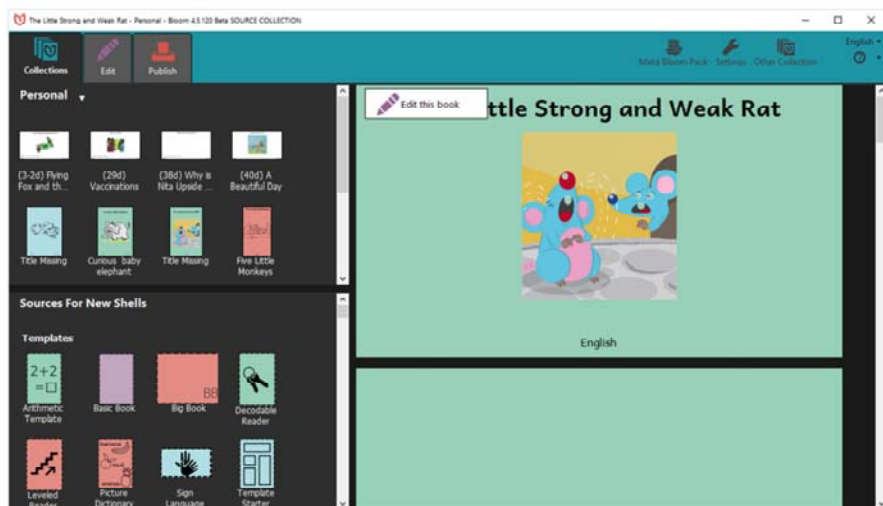 The Little Strong and Weak Rat - Personal - Bloom 4.5.120 Beta SOURCE COLLECTION
Collections
Edit
Publish
Make Bloom Pack
Settings
Other Collection
English
Personal
(3-2d) Flying
Fox and th...
(29d)
Vaccinations
(38d) Why is
Nita Upside ...
(40d) A
Beautiful Day
Title Missing
Curious baby
elephant
Title Missing
Five Little
Monkeys
Sources For New Shells
Templates
2+2
=□
Arithmetic
Template
Basic Book
BB
Big Book
Decodable
Reader
Leveled
Reader
Picture
Dictionary
Sign
Language
Template
Starter
Edit this book
ttle Strong and Weak Rat
English